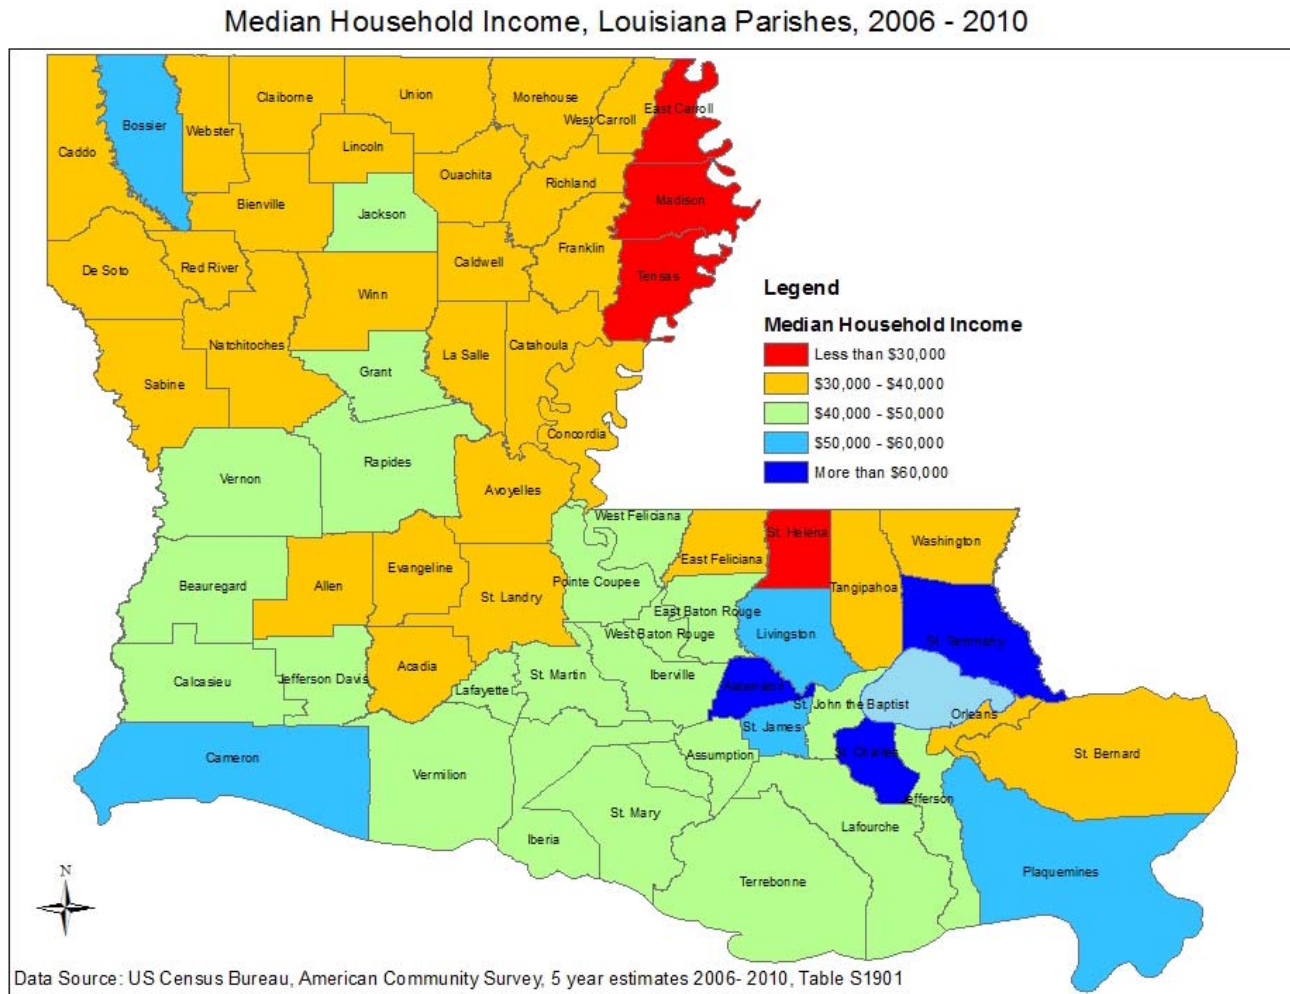 Median Household Income, Louisiana Parishes, 2006 - 2010
Claiborne
Union
Morehouse
West Carroll
East Carroll
Bossier
Webster
Lincoln
Caddo
Ouachita
Richland
Madison
Bienville
Jackson
Franklin
De Soto
Red River
Caldwell
Tensas
Winn
Natchitoches
La Salle
Catahoula
Grant
Sabine
Concordia
Rapides
Vernon
Avoyelles
West Feliciana
St. Helena
Washington
East Feliciana
Evangeline
Beauregard
Allen
Pointe Coupee
Tangipahoa
St. Landry
East Baton Rouge
West Baton Rouge
Livingston
St. Tammany
Acadia
Calcasieu
Jefferson Davis
St. Martin
Iberville
Lafayette
Ascension
St. John the Baptist
Orleans
St. James
Cameron
Assumption
St. Charles
St. Bernard
Vermilion
Jefferson
St. Mary
Lafourche
Iberia
Terrebonne
Plaquemines
Legend
Median Household Income
Less than $30,000
$30,000 - $40,000
$40,000 - $50,000
$50,000 - $60,000
More than $60,000
N
Data Source: US Census Bureau, American Community Survey, 5 year estimates 2006- 2010, Table S1901